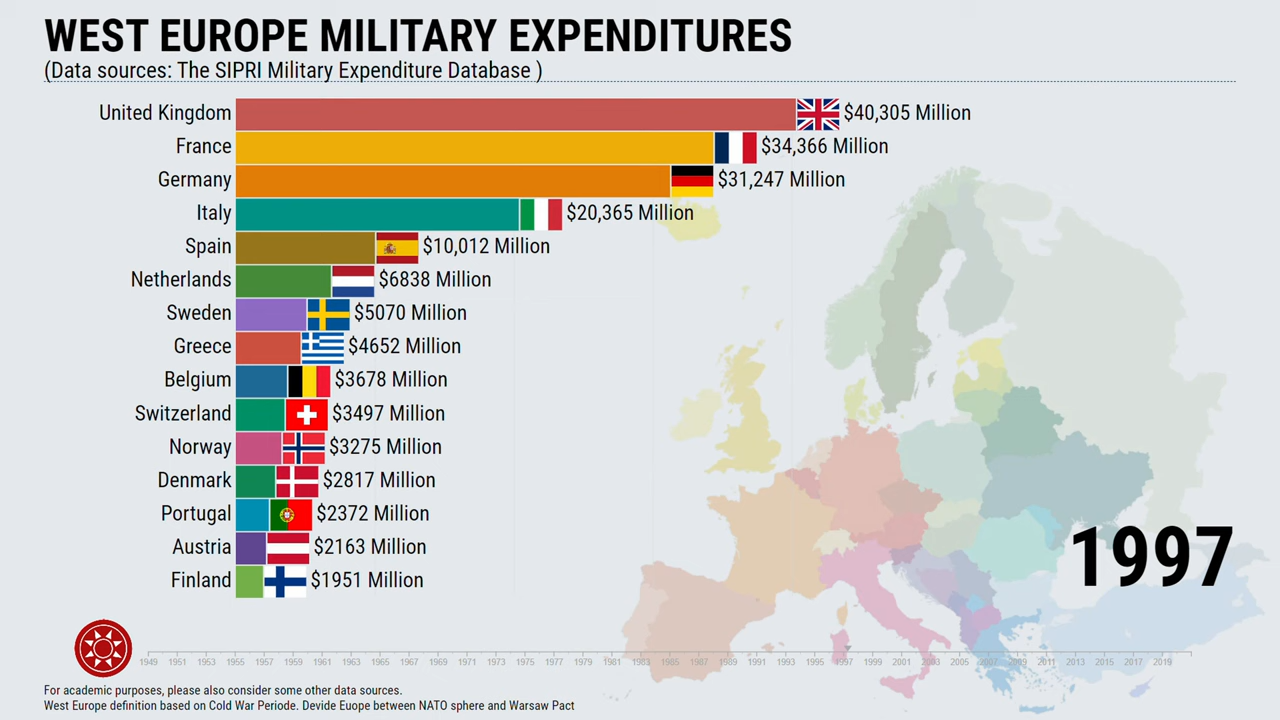 WEST EUROPE MILITARY EXPENDITURES
(Data sources: The SIPRI Military Expenditure Database )
United Kingdom $40,305 Million
France $34,366 Million
Germany $31,247 Million
Italy $20,365 Million
Spain $10,012 Million
Netherlands $6838 Million
Sweden $5070 Million
Greece $4652 Million
Belgium $3678 Million
Switzerland $3497 Million
Norway $3275 Million
Denmark $2817 Million
Portugal $2372 Million
Austria $2163 Million
Finland $1951 Million
1997
1949 1951 1953 1955 1957 1959 1961 1963 1965 1967 1969 1971 1973 1975 1977 1979 1981 1983 1985 1987 1989 1991 1993 1995 1997 1999 2001 2003 2005 2007 2009 2011 2013 2015 2017 2019
For academic purposes, please also consider some other data sources.
West Europe definition based on Cold War Periode. Devide Euope between NATO sphere and Warsaw Pact